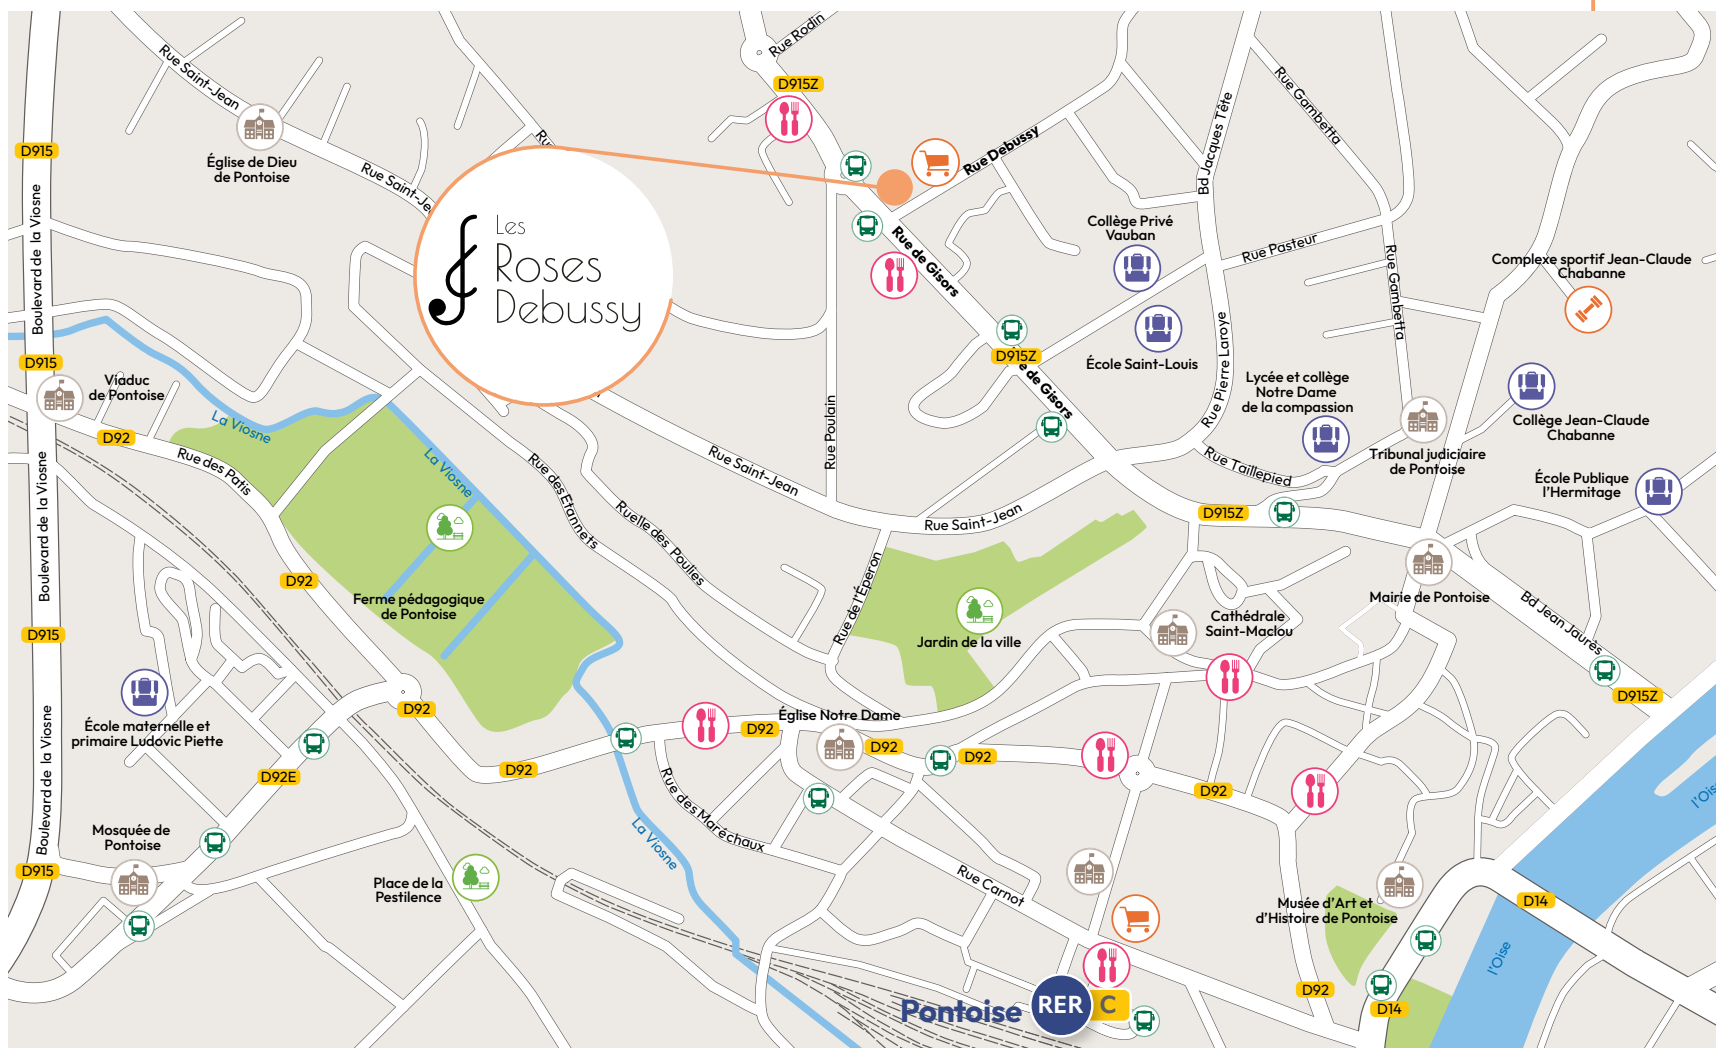 Rue Rodin
Rue Saint-Jean
D915Z
Rue Gambetta
Bd Jacques Tête
Rue Debussy
D915
Église de Dieu
de Pontoise
Rue Saint-Je
Les
Roses
Debussy
Boulevard de la Viosne
Collège Privé
Vauban
Rue Pasteur
Rue de Gisors
Rue Gambetta
Complexe sportif Jean-Claude
Chabanne
D915
Viaduc
de Pontoise
D915Z
École Saint-Louis
Rue Pierre Laroye
de Gisors
Lycée et collège
Notre Dame
de la compassion
Collège Jean-Claude
Chabanne
La Viosne
D92
Rue des Patis
La Viosne
Rue des Etannets
Rue Poulain
Rue Saint-Jean
Rue Taillepied
Tribunal judiciaire
de Pontoise
École Publique
l'Hermitage
Ruelle des Poulies
Rue Saint-Jean
D915Z
Boulevard de la Viosne
D92
Ferme pédagogique
de Pontoise
Rue de l'Éperon
Jardin de la ville
Cathédrale
Saint-Maclou
Mairie de Pontoise
Bd Jean Jaurès
D915
D915Z
École maternelle et
primaire Ludovic Piette
D92
Église Notre Dame
D92
D92
D92
D92
D92E
D92
Boulevard de la Viosne
Rue des Maréchaux
La Viosne
l'Ois
Mosquée de
Pontoise
D915
Place de la
Pestilence
Rue Carnot
Musée d'Art et
d'Histoire de Pontoise
D14
l'Oise
D92
D14
Pontoise RER C